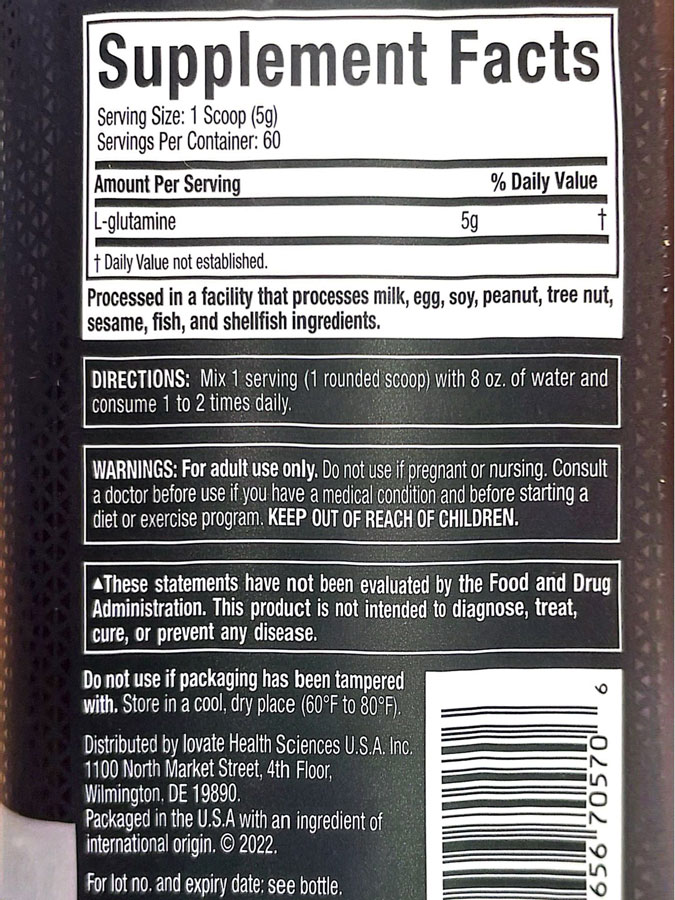 Supplement Facts
Serving Size: 1 Scoop (5g)
Servings Per Container: 60
Amount Per Serving % Daily Value
L-glutamine 5g †
† Daily Value not established.
Processed in a facility that processes milk, egg, soy, peanut, tree nut,
sesame, fish, and shellfish ingredients.
DIRECTIONS: Mix 1 serving (1 rounded scoop) with 8 oz. of water and
consume 1 to 2 times daily.
WARNINGS: For adult use only. Do not use if pregnant or nursing. Consult
a doctor before use if you have a medical condition and before starting a
diet or exercise program. KEEP OUT OF REACH OF CHILDREN.
▲These statements have not been evaluated by the Food and Drug
Administration. This product is not intended to diagnose, treat,
cure, or prevent any disease.
Do not use if packaging has been tampered
with. Store in a cool, dry place (60°F to 80°F).
Distributed by Iovate Health Sciences U.S.A. Inc.
1100 North Market Street, 4th Floor,
Wilmington, DE 19890.
Packaged in the U.S.A with an ingredient of
international origin. © 2022.
For lot no. and expiry date: see bottle.
656 70570 6